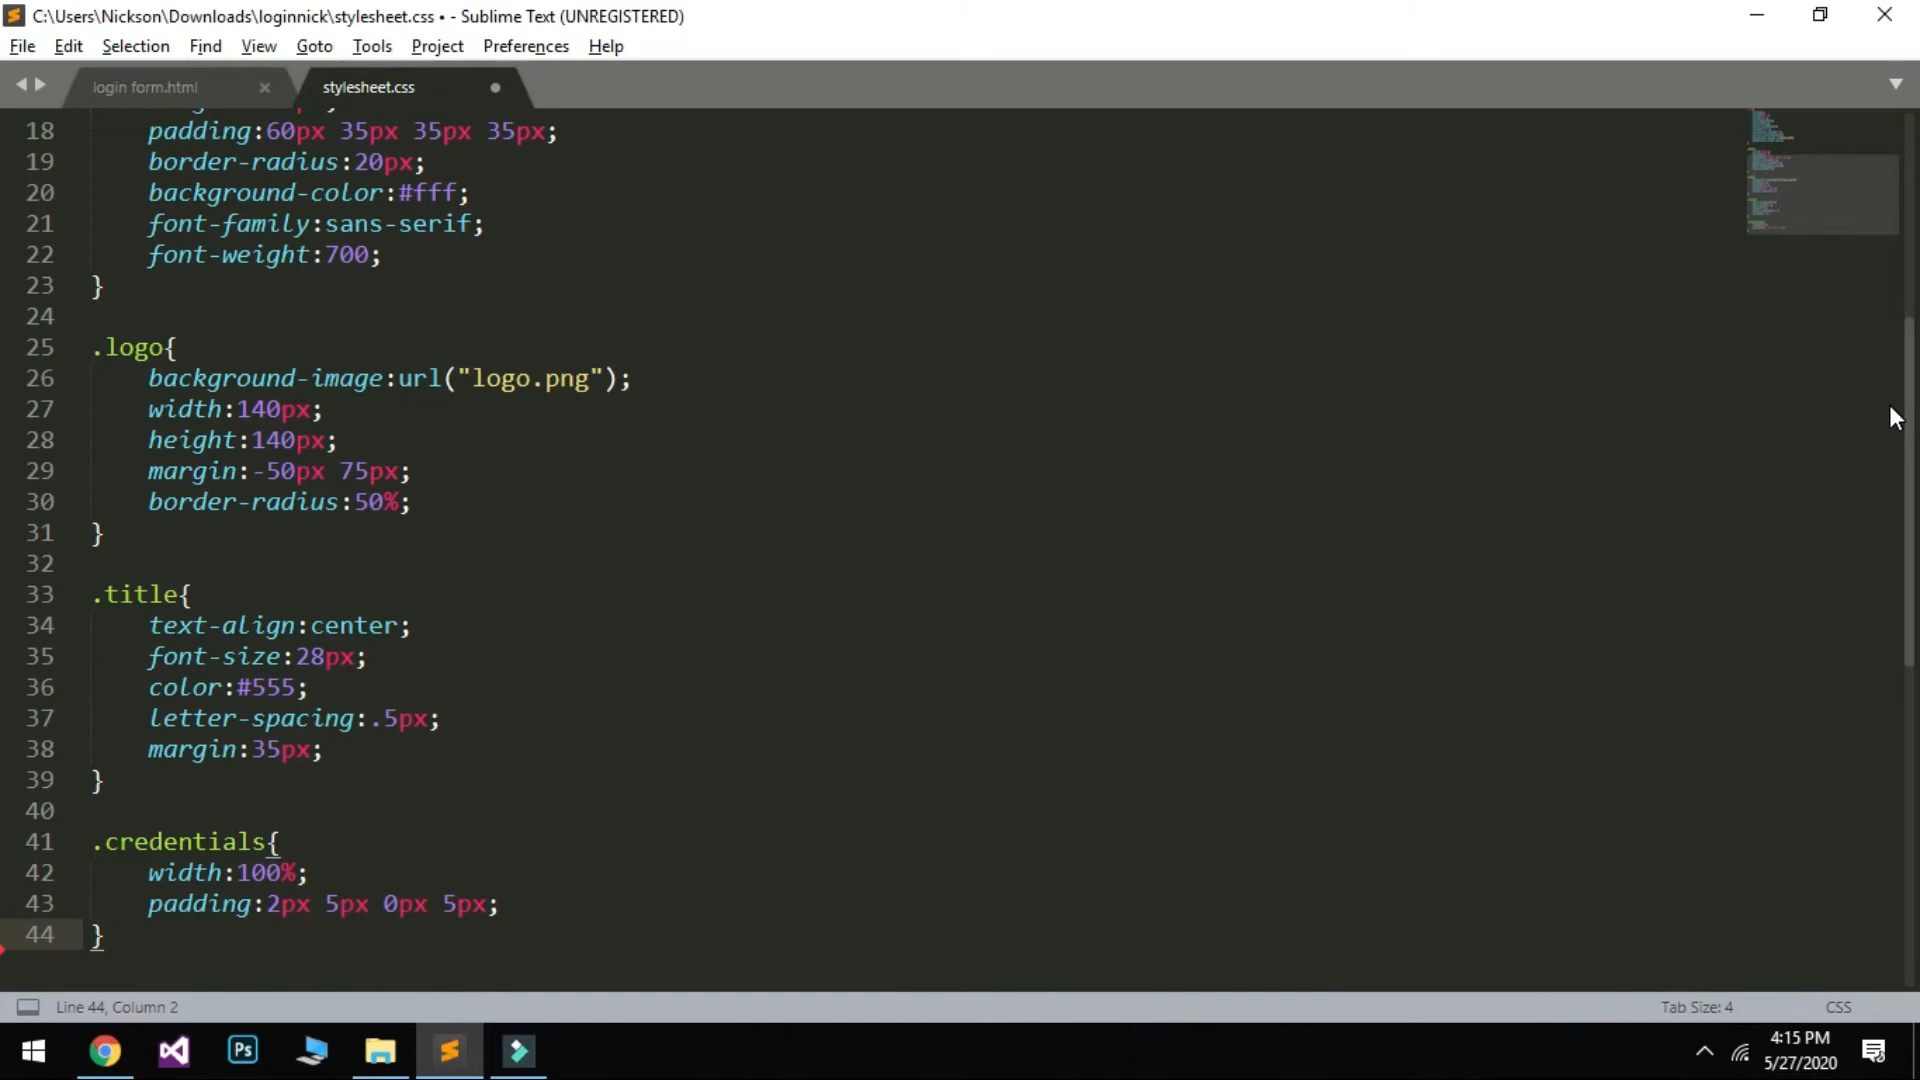 C:\Users\Nickson\Downloads\loginnick\stylesheet.css • - Sublime Text (UNREGISTERED)
File Edit Selection Find View Goto Tools Project Preferences Help
login form.html stylesheet.css
18 padding:60px 35px 35px 35px;
19 border-radius:20px;
20 background-color:#fff;
21 font-family:sans-serif;
22 font-weight:700;
23 }
24
25 .logo{
26 background-image:url("logo.png");
27 width:140px;
28 height:140px;
29 margin:-50px 75px;
30 border-radius:50%;
31 }
32
33 .title{
34 text-align:center;
35 font-size:28px;
36 color:#555;
37 letter-spacing:.5px;
38 margin:35px;
39 }
40
41 .credentials{
42 width:100%;
43 padding:2px 5px 0px 5px;
44 }
Line 44, Column 2 Tab Size: 4 CSS
Ps
4:15 PM
5/27/2020